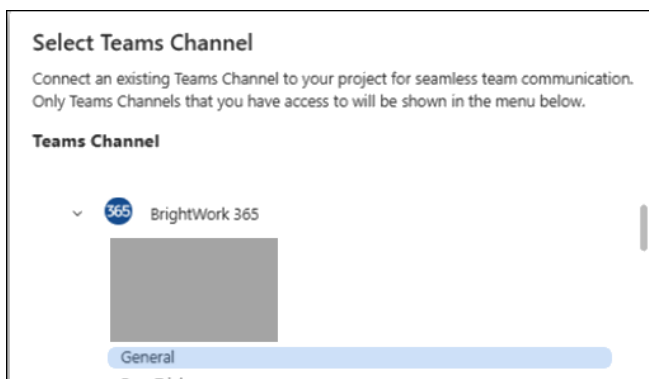 Select Teams Channel
Connect an existing Teams Channel to your project for seamless team communication.
Only Teams Channels that you have access to will be shown in the menu below.
Teams Channel
365 BrightWork 365
General